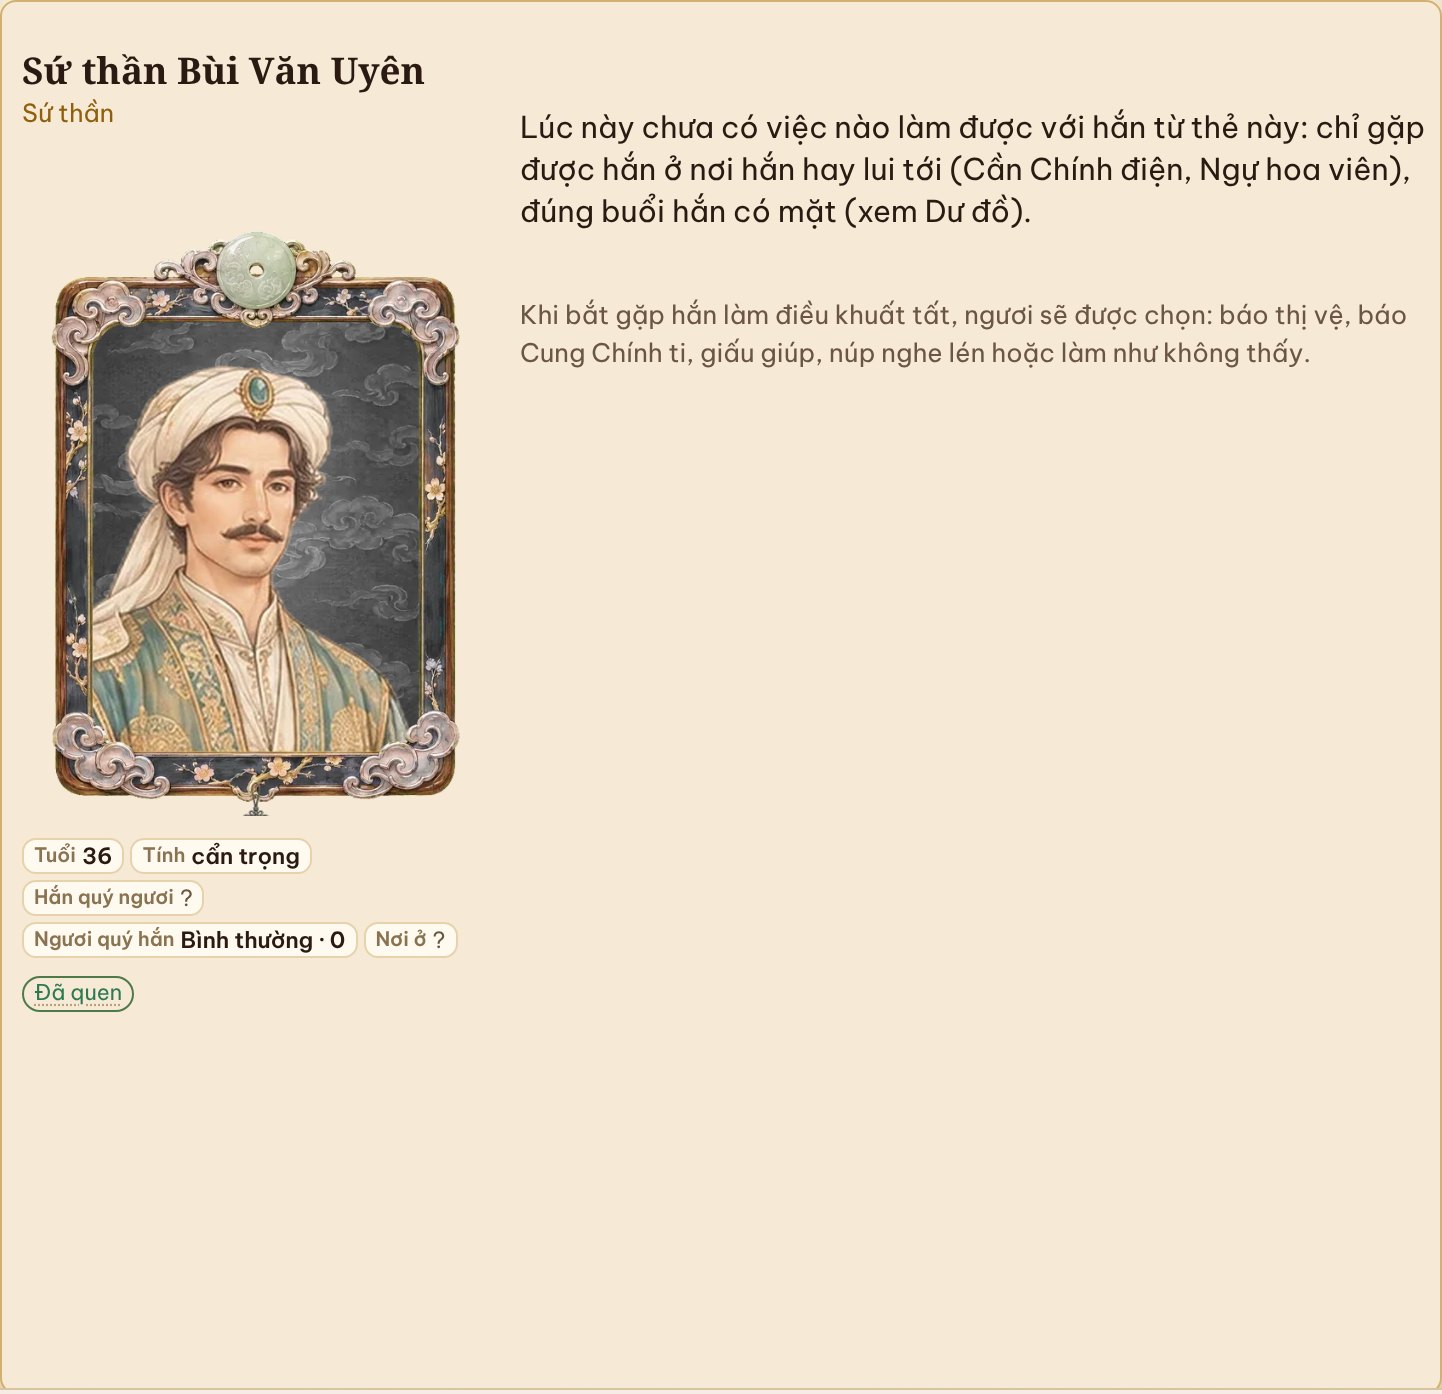 Sứ thần Bùi Văn Uyên
Sứ thần
Lúc này chưa có việc nào làm được với hắn từ thẻ này: chỉ gặp
được hắn ở nơi hắn hay lui tới (Cần Chính điện, Ngự hoa viên),
đúng buổi hắn có mặt (xem Dư đồ).
Khi bắt gặp hắn làm điều khuất tất, ngươi sẽ được chọn: báo thị vệ, báo
Cung Chính ti, giấu giúp, núp nghe lén hoặc làm như không thấy.
Tuổi 36 Tính cẩn trọng
Hắn quý ngươi ?
Ngươi quý hắn Bình thường · 0 Nơi ở ?
Đã quen